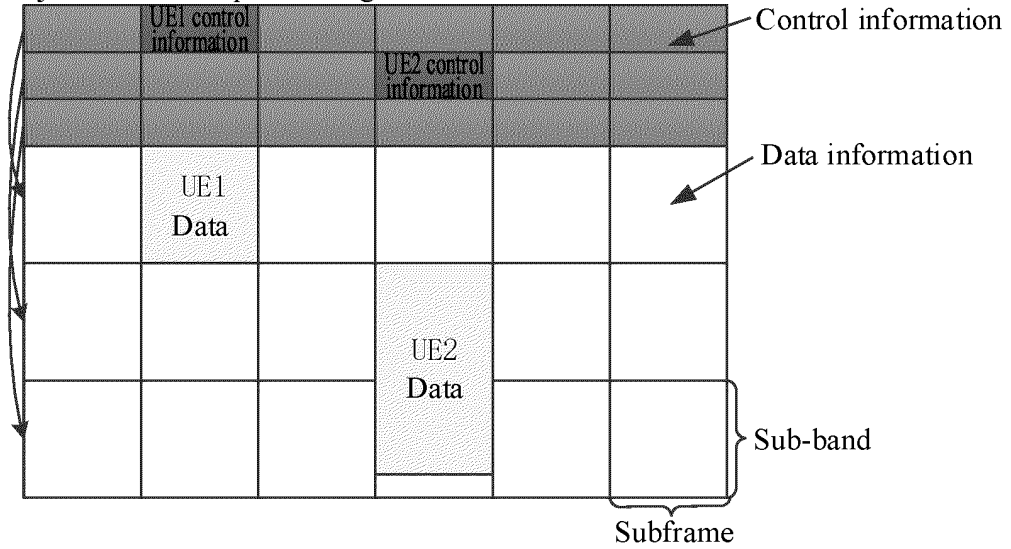 UE1 control
information
Control information
UE2 control
information
Data information
UE1
Data
UE2
Data
Sub-band
Subframe